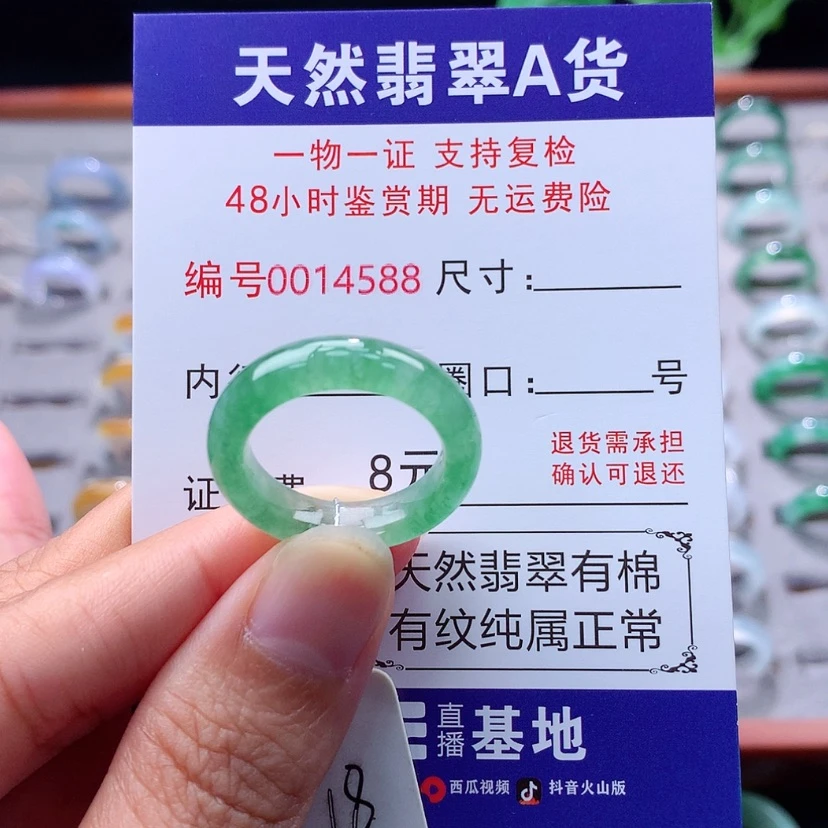 天然翡翠A货
一物一证 支持复检
48小时鉴赏期 无运费险
编号0014588 尺寸:
内 圈口: 号
退货需承担
确认可退还
证 费 8元
天然翡翠有棉
有纹纯属正常
直播基地
西瓜视频 抖音火山版
18